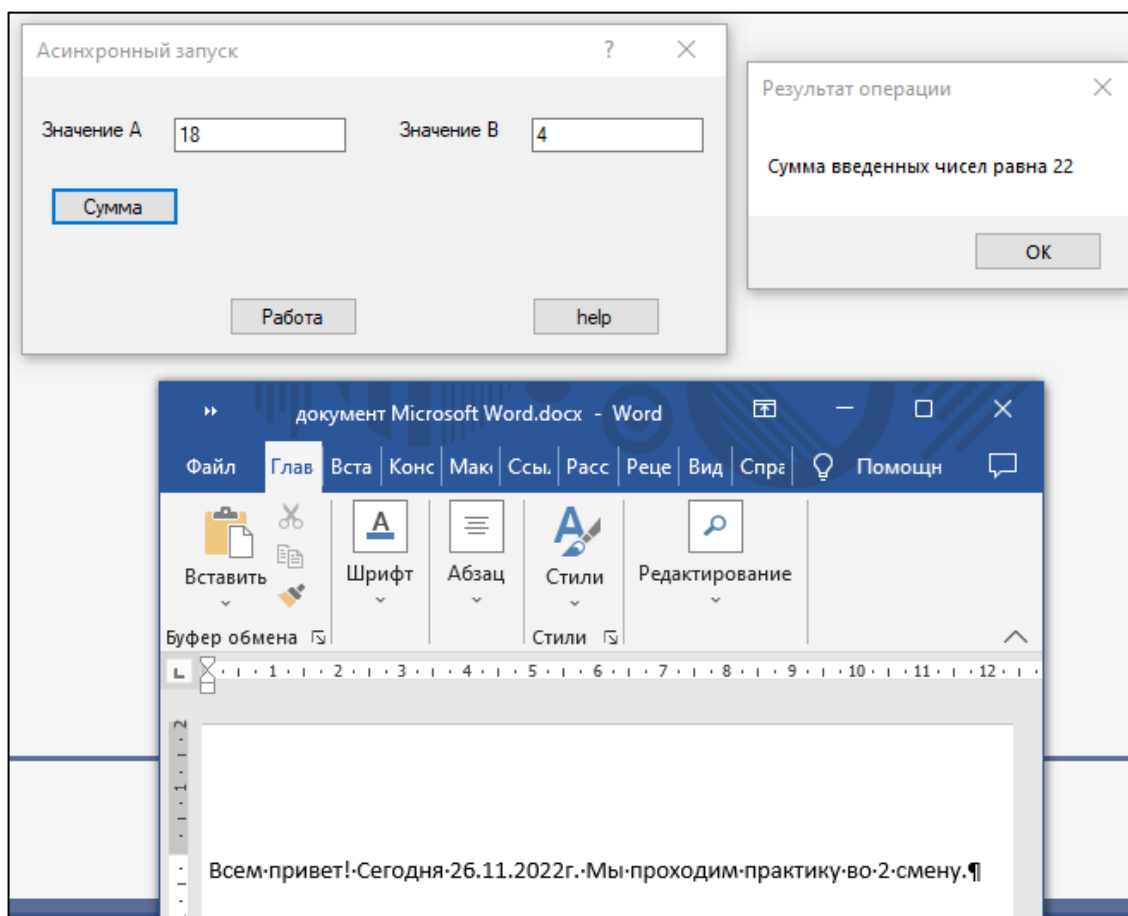 Асинхронный запуск
?
Значение А 18 Значение В 4
Сумма
Работа help
Результат операции
Сумма введенных чисел равна 22
ОК
документ Microsoft Word.docx - Word
Файл Глав Вста Конс Мак Ссы. Расс Реце Вид Спра Помощн
Вставить Шрифт Абзац Стили Редактирование
Буфер обмена Стили
L 1 2 3 4 5 6 7 8 9 10 11 12
2
1
Всем·привет!·Сегодня·26.11.2022г.·Мы·проходим·практику·во·2·смену.¶